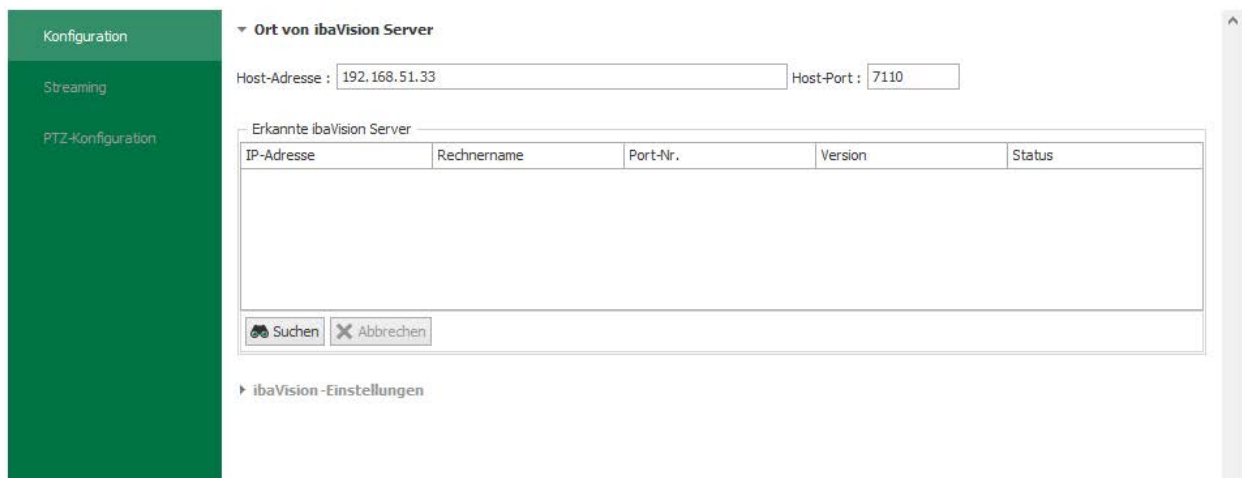 Konfiguration
Streaming
PTZ-Konfiguration
Ort von ibaVision Server
Host-Adresse : 192.168.51.33 Host-Port : 7110
Erkannte ibaVision Server
IP-Adresse Rechnername Port-Nr. Version Status
Suchen Abbrechen
ibaVision-Einstellungen